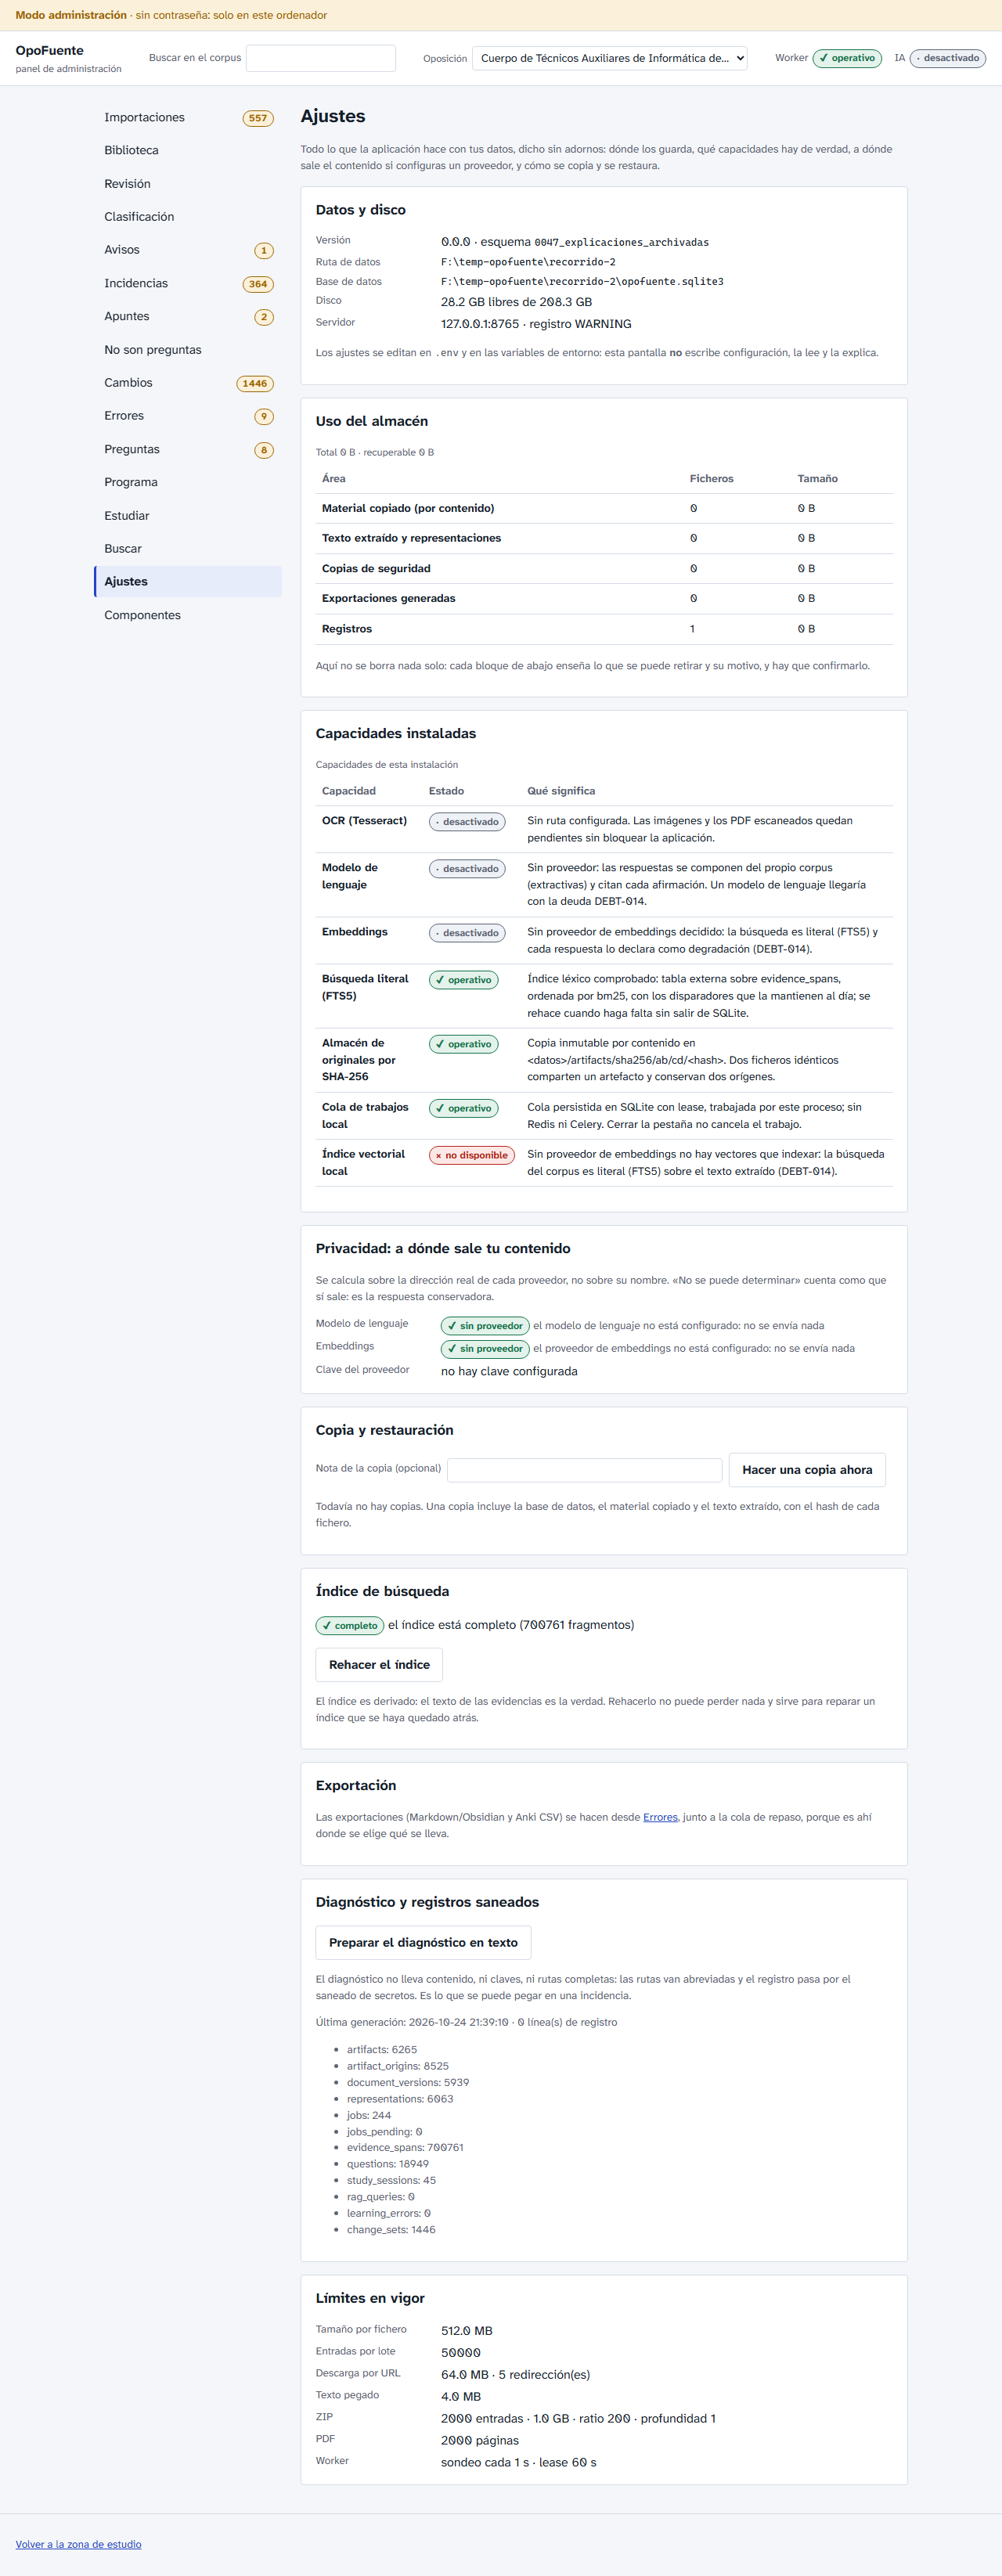 Modo administración · sin contraseña: solo en este ordenador
OpoFuente
panel de administración
Buscar en el corpus
Oposición
Cuerpo de Técnicos Auxiliares de Informática de...
Worker
✓ operativo
IA
· desactivado
Importaciones 557
Biblioteca
Revisión
Clasificación
Avisos 1
Incidencias 364
Apuntes 2
No son preguntas
Cambios 1446
Errores 9
Preguntas 8
Programa
Estudiar
Buscar
Ajustes
Componentes
Ajustes
Todo lo que la aplicación hace con tus datos, dicho sin adornos: dónde los guarda, qué capacidades hay de verdad, a dónde
sale el contenido si configuras un proveedor, y cómo se copia y se restaura.
Datos y disco
Versión 0.0.0 · esquema 0047_explicaciones_archivadas
Ruta de datos F:\temp-opofuente\recorrido-2
Base de datos F:\temp-opofuente\recorrido-2\opofuente.sqlite3
Disco 28.2 GB libres de 208.3 GB
Servidor 127.0.0.1:8765 · registro WARNING
Los ajustes se editan en .env y en las variables de entorno: esta pantalla no escribe configuración, la lee y la explica.
Uso del almacén
Total 0 B · recuperable 0 B
Área Ficheros Tamaño
Material copiado (por contenido) 0 0 B
Texto extraído y representaciones 0 0 B
Copias de seguridad 0 0 B
Exportaciones generadas 0 0 B
Registros 1 0 B
Aquí no se borra nada solo: cada bloque de abajo enseña lo que se puede retirar y su motivo, y hay que confirmarlo.
Capacidades instaladas
Capacidades de esta instalación
Capacidad Estado Qué significa
OCR (Tesseract) · desactivado Sin ruta configurada. Las imágenes y los PDF escaneados quedan
pendientes sin bloquear la aplicación.
Modelo de · desactivado Sin proveedor: las respuestas se componen del propio corpus
lenguaje (extractivas) y citan cada afirmación. Un modelo de lenguaje llegaría
con la deuda DEBT-014.
Embeddings · desactivado Sin proveedor de embeddings decidido: la búsqueda es literal (FTS5) y
cada respuesta lo declara como degradación (DEBT-014).
Búsqueda literal ✓ operativo Índice léxico comprobado: tabla externa sobre evidence_spans,
(FTS5) ordenada por bm25, con los disparadores que la mantienen al día; se
rehace cuando haga falta sin salir de SQLite.
Almacén de ✓ operativo Copia inmutable por contenido en
originales por <datos>/artifacts/sha256/ab/cd/<hash>. Dos ficheros idénticos
SHA-256 comparten un artefacto y conservan dos orígenes.
Cola de trabajos ✓ operativo Cola persistida en SQLite con lease, trabajada por este proceso; sin
local Redis ni Celery. Cerrar la pestaña no cancela el trabajo.
Índice vectorial × no disponible Sin proveedor de embeddings no hay vectores que indexar: la búsqueda
local del corpus es literal (FTS5) sobre el texto extraído (DEBT-014).
Privacidad: a dónde sale tu contenido
Se calcula sobre la dirección real de cada proveedor, no sobre su nombre. «No se puede determinar» cuenta como que
sí sale: es la respuesta conservadora.
Modelo de lenguaje ✓ sin proveedor el modelo de lenguaje no está configurado: no se envía nada
Embeddings ✓ sin proveedor el proveedor de embeddings no está configurado: no se envía nada
Clave del proveedor no hay clave configurada
Copia y restauración
Nota de la copia (opcional) Hacer una copia ahora
Todavía no hay copias. Una copia incluye la base de datos, el material copiado y el texto extraído, con el hash de cada
fichero.
Índice de búsqueda
✓ completo el índice está completo (700761 fragmentos)
Rehacer el índice
El índice es derivado: el texto de las evidencias es la verdad. Rehacerlo no puede perder nada y sirve para reparar un
índice que se haya quedado atrás.
Exportación
Las exportaciones (Markdown/Obsidian y Anki CSV) se hacen desde Errores, junto a la cola de repaso, porque es ahí
donde se elige qué se lleva.
Diagnóstico y registros saneados
Preparar el diagnóstico en texto
El diagnóstico no lleva contenido, ni claves, ni rutas completas: las rutas van abreviadas y el registro pasa por el
saneado de secretos. Es lo que se puede pegar en una incidencia.
Última generación: 2026-10-24 21:39:10 · 0 línea(s) de registro
• artifacts: 6265
• artifact_origins: 8525
• document_versions: 5939
• representations: 6063
• jobs: 244
• jobs_pending: 0
• evidence_spans: 700761
• questions: 18949
• study_sessions: 45
• rag_queries: 0
• learning_errors: 0
• change_sets: 1446
Límites en vigor
Tamaño por fichero 512.0 MB
Entradas por lote 50000
Descarga por URL 64.0 MB · 5 redirección(es)
Texto pegado 4.0 MB
ZIP 2000 entradas · 1.0 GB · ratio 200 · profundidad 1
PDF 2000 páginas
Worker sondeo cada 1 s · lease 60 s
Volver a la zona de estudio